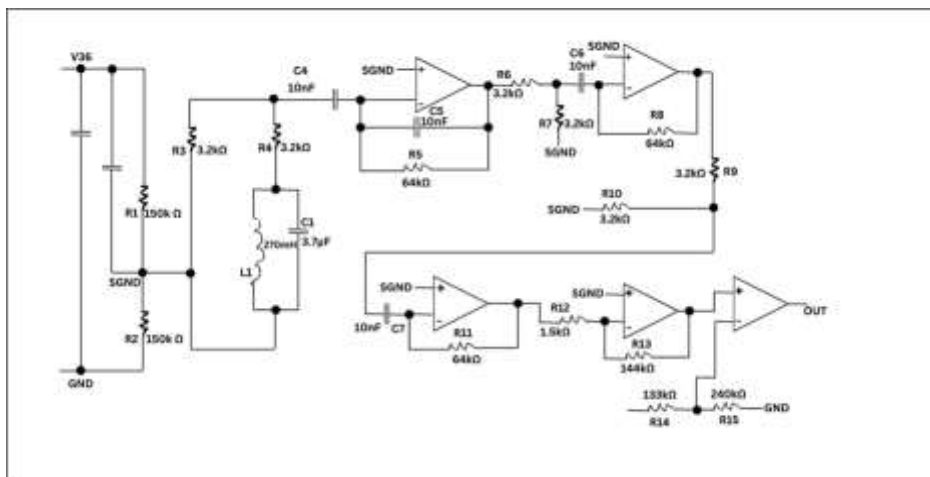 V36
C4
10nF
SGND
R6
3.2kΩ
C6
10nF
SGND
C5
10nF
R5
64kΩ
R7
3.2kΩ
SGND
R8
64kΩ
R3
3.2kΩ
R4
3.2kΩ
3.2kΩ
R9
R10
SGND
3.2kΩ
R1
150k Ω
270mH
L1
C1
3.7μF
SGND
R2
150k Ω
GND
SGND
10nF
C7
R11
64kΩ
R12
1.5kΩ
SGND
R13
144kΩ
OUT
133kΩ
R14
240kΩ
R15
GND
+
−
+
−
+
−
+
−
+
−